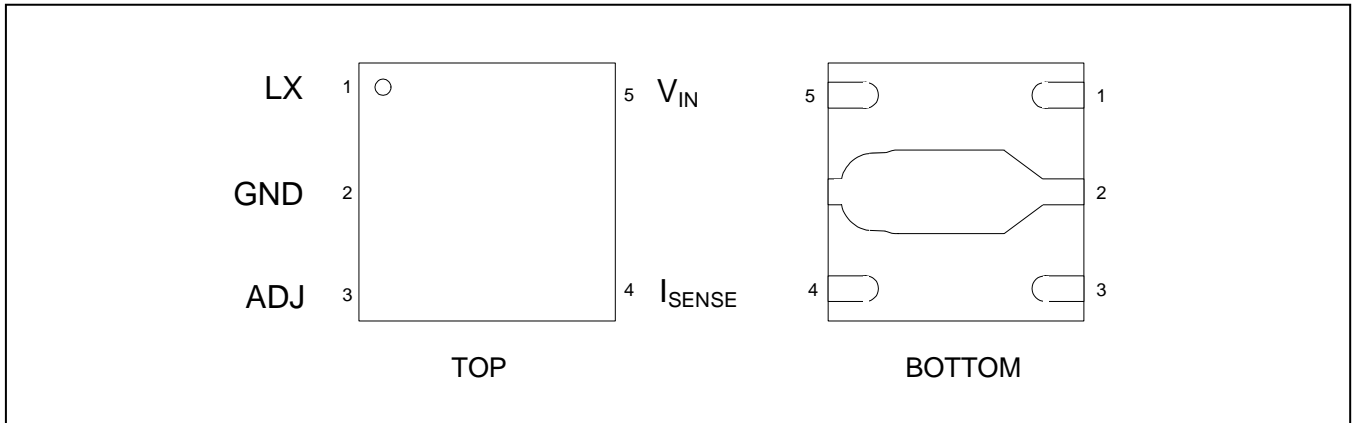 LX 1 5 V_IN 5 1
GND 2 2
ADJ 3 4 I_SENSE 4 3
TOP BOTTOM